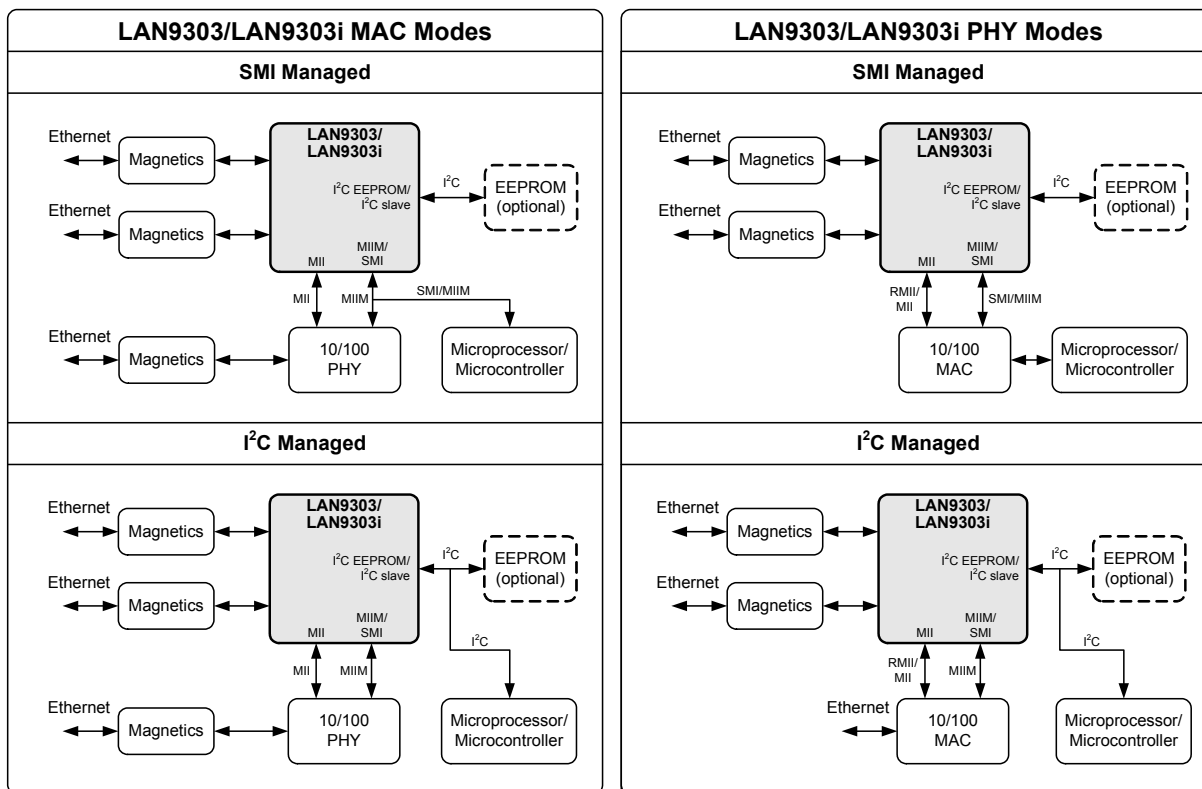 LAN9303/LAN9303i MAC Modes
SMI Managed
Ethernet
Magnetics
Ethernet
Magnetics
LAN9303/
LAN9303i
I²C EEPROM/
I²C slave
MII
MIIM/
SMI
I²C
EEPROM
(optional)
MII
MIIM
SMI/MIIM
Ethernet
Magnetics
10/100
PHY
Microprocessor/
Microcontroller
I²C Managed
Ethernet
Magnetics
Ethernet
Magnetics
LAN9303/
LAN9303i
I²C EEPROM/
I²C slave
MII
MIIM/
SMI
I²C
EEPROM
(optional)
I²C
MII
MIIM
Ethernet
Magnetics
10/100
PHY
Microprocessor/
Microcontroller
LAN9303/LAN9303i PHY Modes
SMI Managed
Ethernet
Magnetics
Ethernet
Magnetics
LAN9303/
LAN9303i
I²C EEPROM/
I²C slave
MII
MIIM/
SMI
I²C
EEPROM
(optional)
RMII/
MII
SMI/MIIM
10/100
MAC
Microprocessor/
Microcontroller
I²C Managed
Ethernet
Magnetics
Ethernet
Magnetics
LAN9303/
LAN9303i
I²C EEPROM/
I²C slave
MII
MIIM/
SMI
I²C
EEPROM
(optional)
I²C
RMII/
MII
MIIM
Ethernet
10/100
MAC
Microprocessor/
Microcontroller